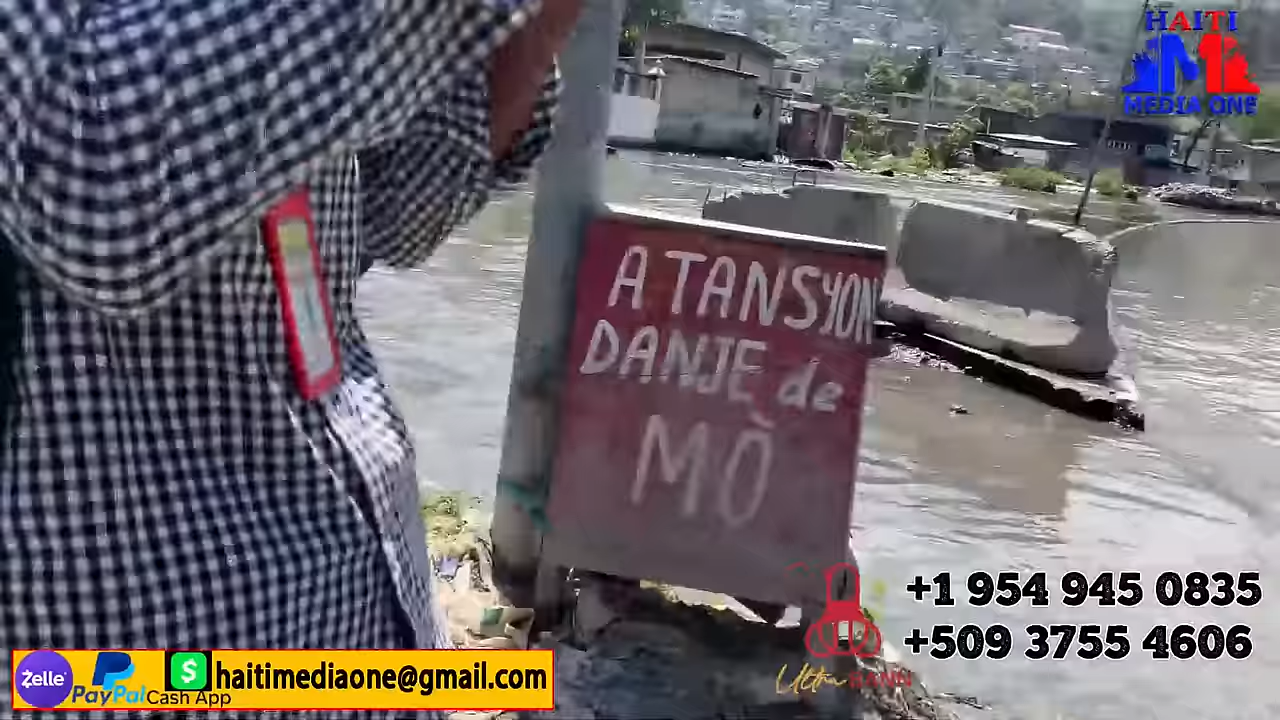 HAITI
M
MEDIA ONE
A TANSYON
DANJE de
MÒ
+1 954 945 0835
+509 3755 4606
Ultra
Zelle
PayPal
$
Cash App
haitimediaone@gmail.com